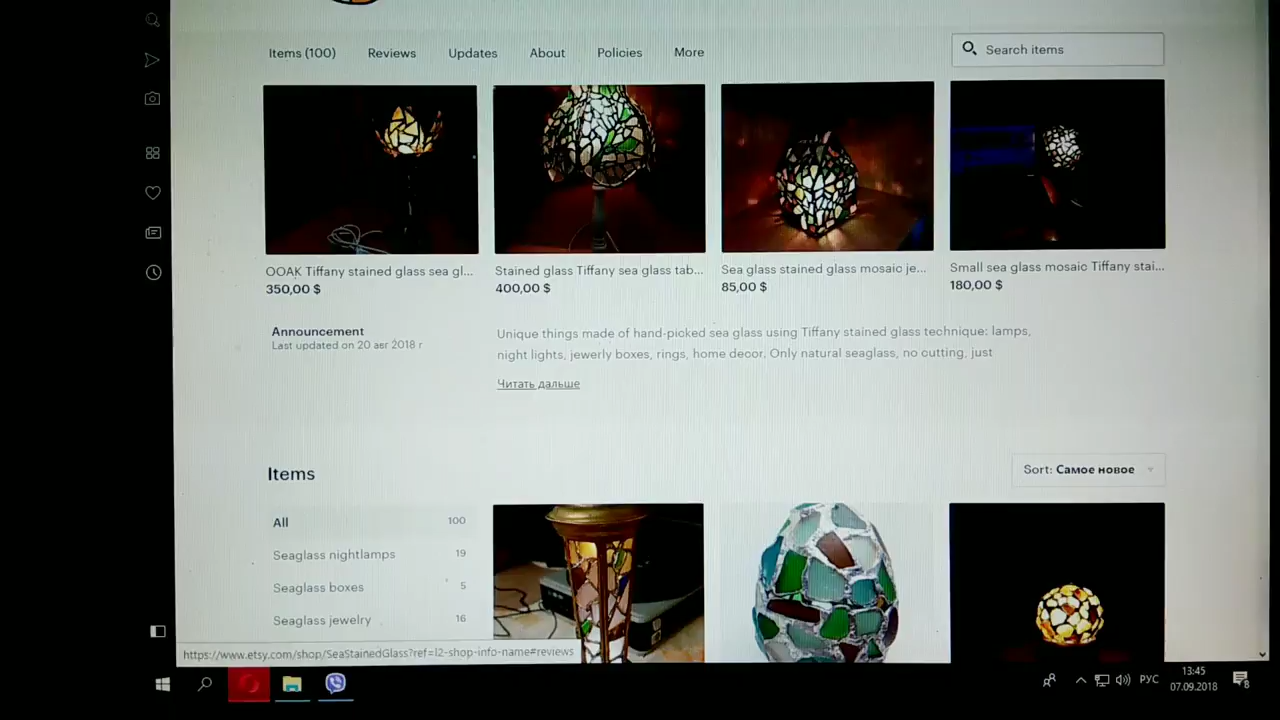 Items (100) Reviews Updates About Policies More
Search items
OOAK Tiffany stained glass sea gl...
350,00 $
Stained glass Tiffany sea glass tab...
400,00 $
Sea glass stained glass mosaic je...
85,00 $
Small sea glass mosaic Tiffany stai...
180,00 $
Announcement
Last updated on 20 авг 2018 г
Unique things made of hand-picked sea glass using Tiffany stained glass technique: lamps,
night lights, jewerly boxes, rings, home decor. Only natural seaglass, no cutting, just
Читать дальше
Items
Sort: Самое новое
All 100
Seaglass nightlamps 19
Seaglass boxes 5
Seaglass jewelry 16
https://www.etsy.com/shop/SeaStainedGlass?ref=l2-shop-info-name#reviews
РУС
13:45
07.09.2018
8